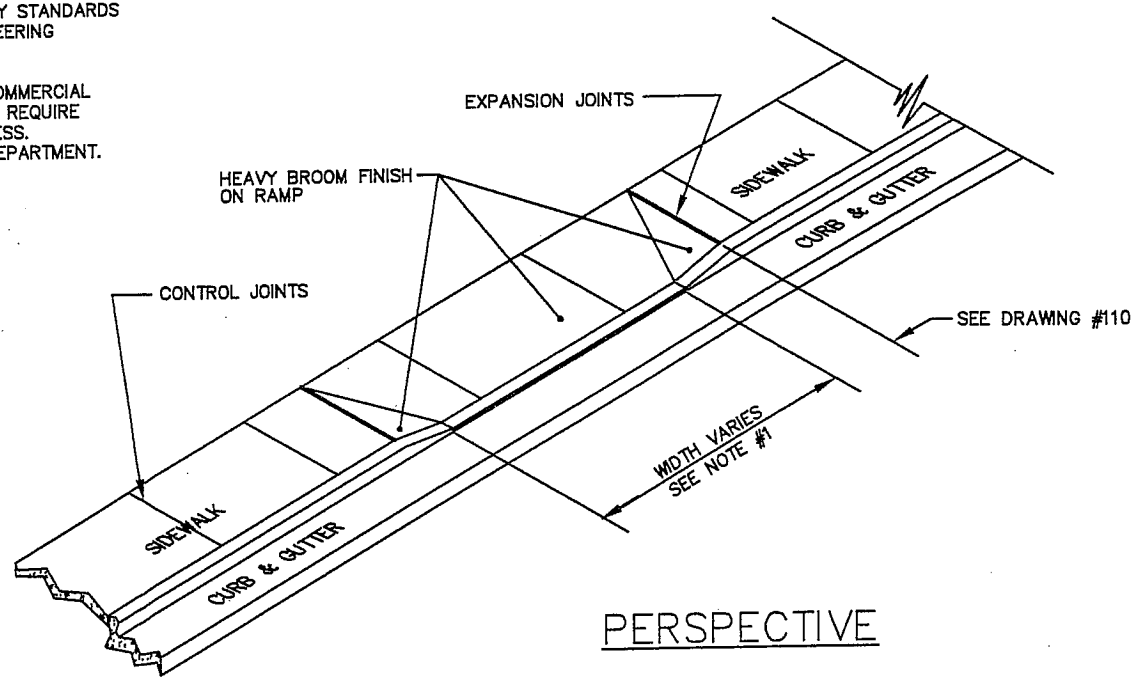 Y STANDARDS
EERING
OMMERCIAL
REQUIRE
ESS.
EPARTMENT.
EXPANSION JOINTS
HEAVY BROOM FINISH
ON RAMP
SIDEWALK
CURB & GUTTER
CONTROL JOINTS
SEE DRAWING #110
WIDTH VARIES
SEE NOTE #1
SIDEWALK
CURB & GUTTER
PERSPECTIVE